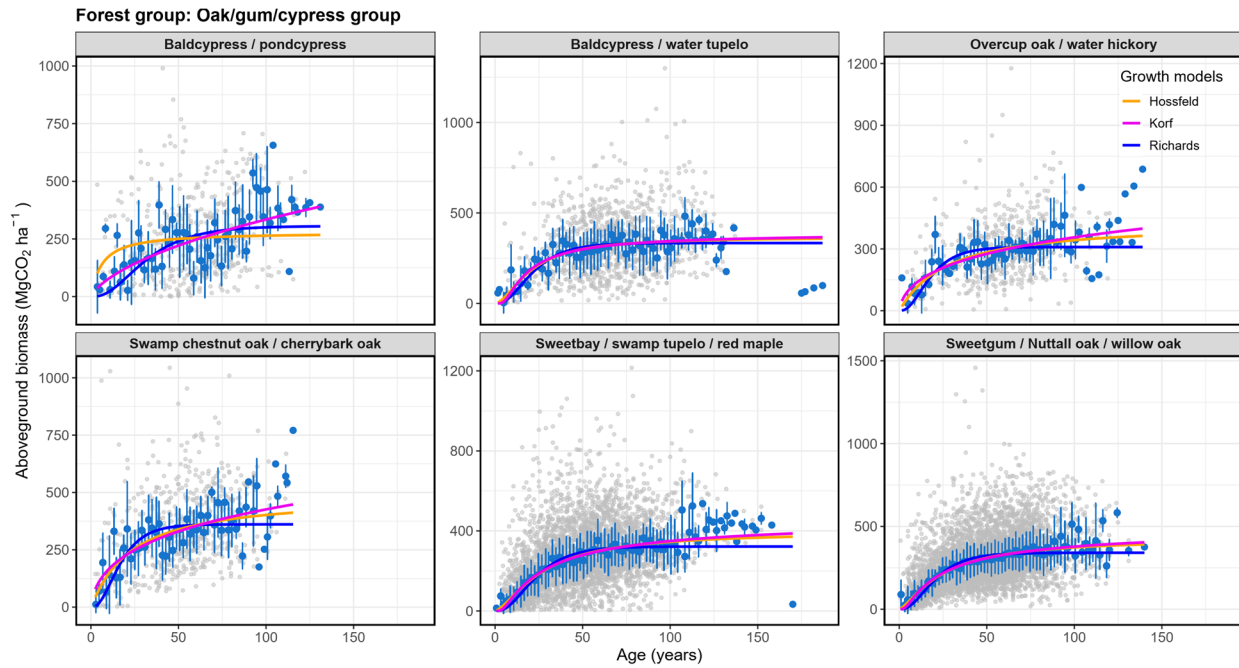 Forest group: Oak/gum/cypress group
Baldcypress / pondcypress
Baldcypress / water tupelo
Overcup oak / water hickory
1000
750
500
250
0
1000
500
0
1200
900
600
300
0
Growth models
Hossfeld
Korf
Richards
Aboveground biomass (MgCO₂ ha⁻¹)
Swamp chestnut oak / cherrybark oak
Sweetbay / swamp tupelo / red maple
Sweetgum / Nuttall oak / willow oak
1000
750
500
250
0
1200
800
400
0
1500
1000
500
0
0 50 100 150
0 50 100 150
0 50 100 150
Age (years)